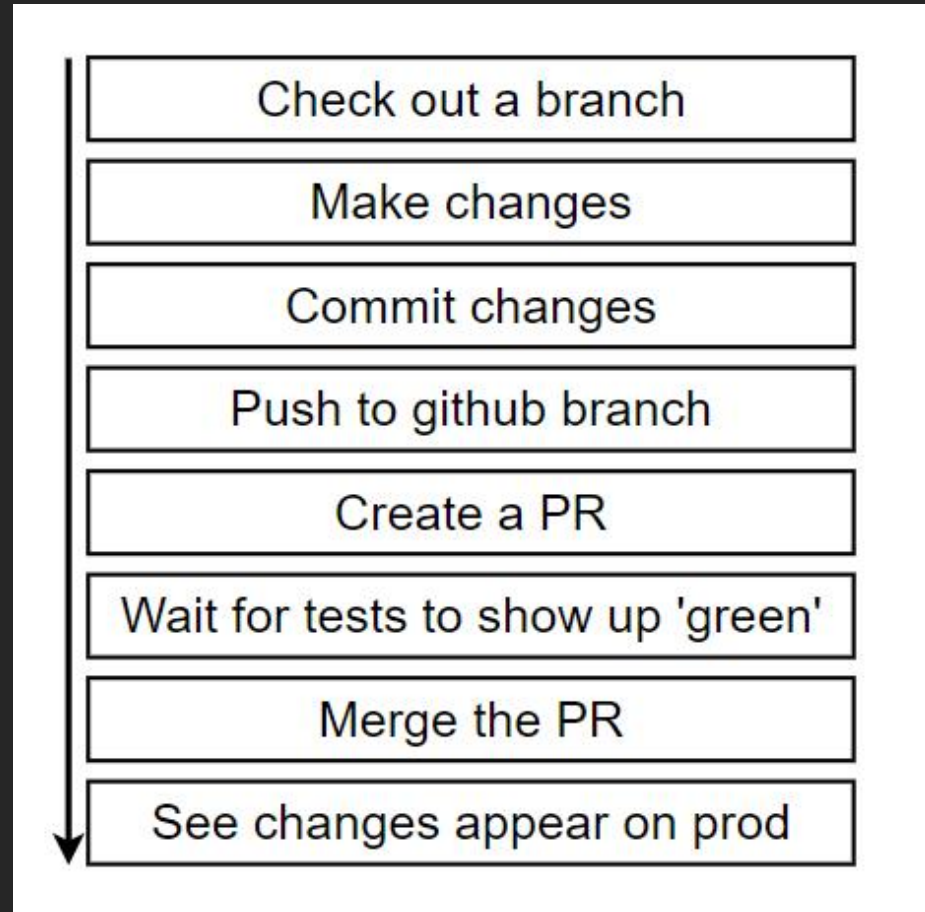 Check out a branch
Make changes
Commit changes
Push to github branch
Create a PR
Wait for tests to show up 'green'
Merge the PR
See changes appear on prod